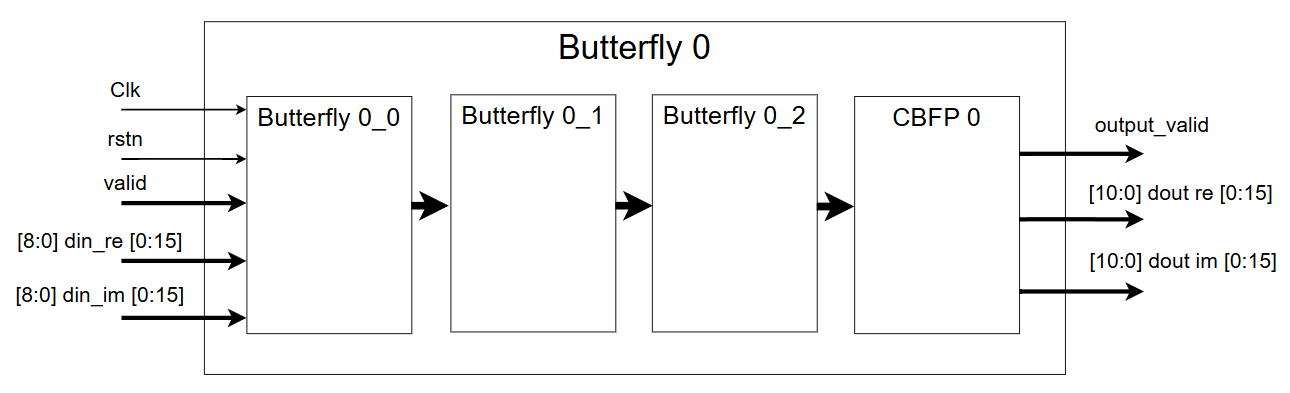 Butterfly 0
Clk
rstn
valid
[8:0] din_re [0:15]
[8:0] din_im [0:15]
Butterfly 0_0
Butterfly 0_1
Butterfly 0_2
CBFP 0
output_valid
[10:0] dout re [0:15]
[10:0] dout im [0:15]